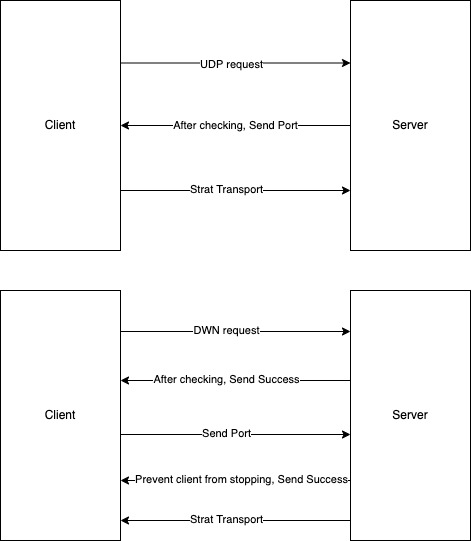 UDP request
Client
After checking, Send Port
Server
Strat Transport
DWN request
After checking, Send Success
Client
Server
Send Port
Prevent client from stopping, Send Success
Strat Transport